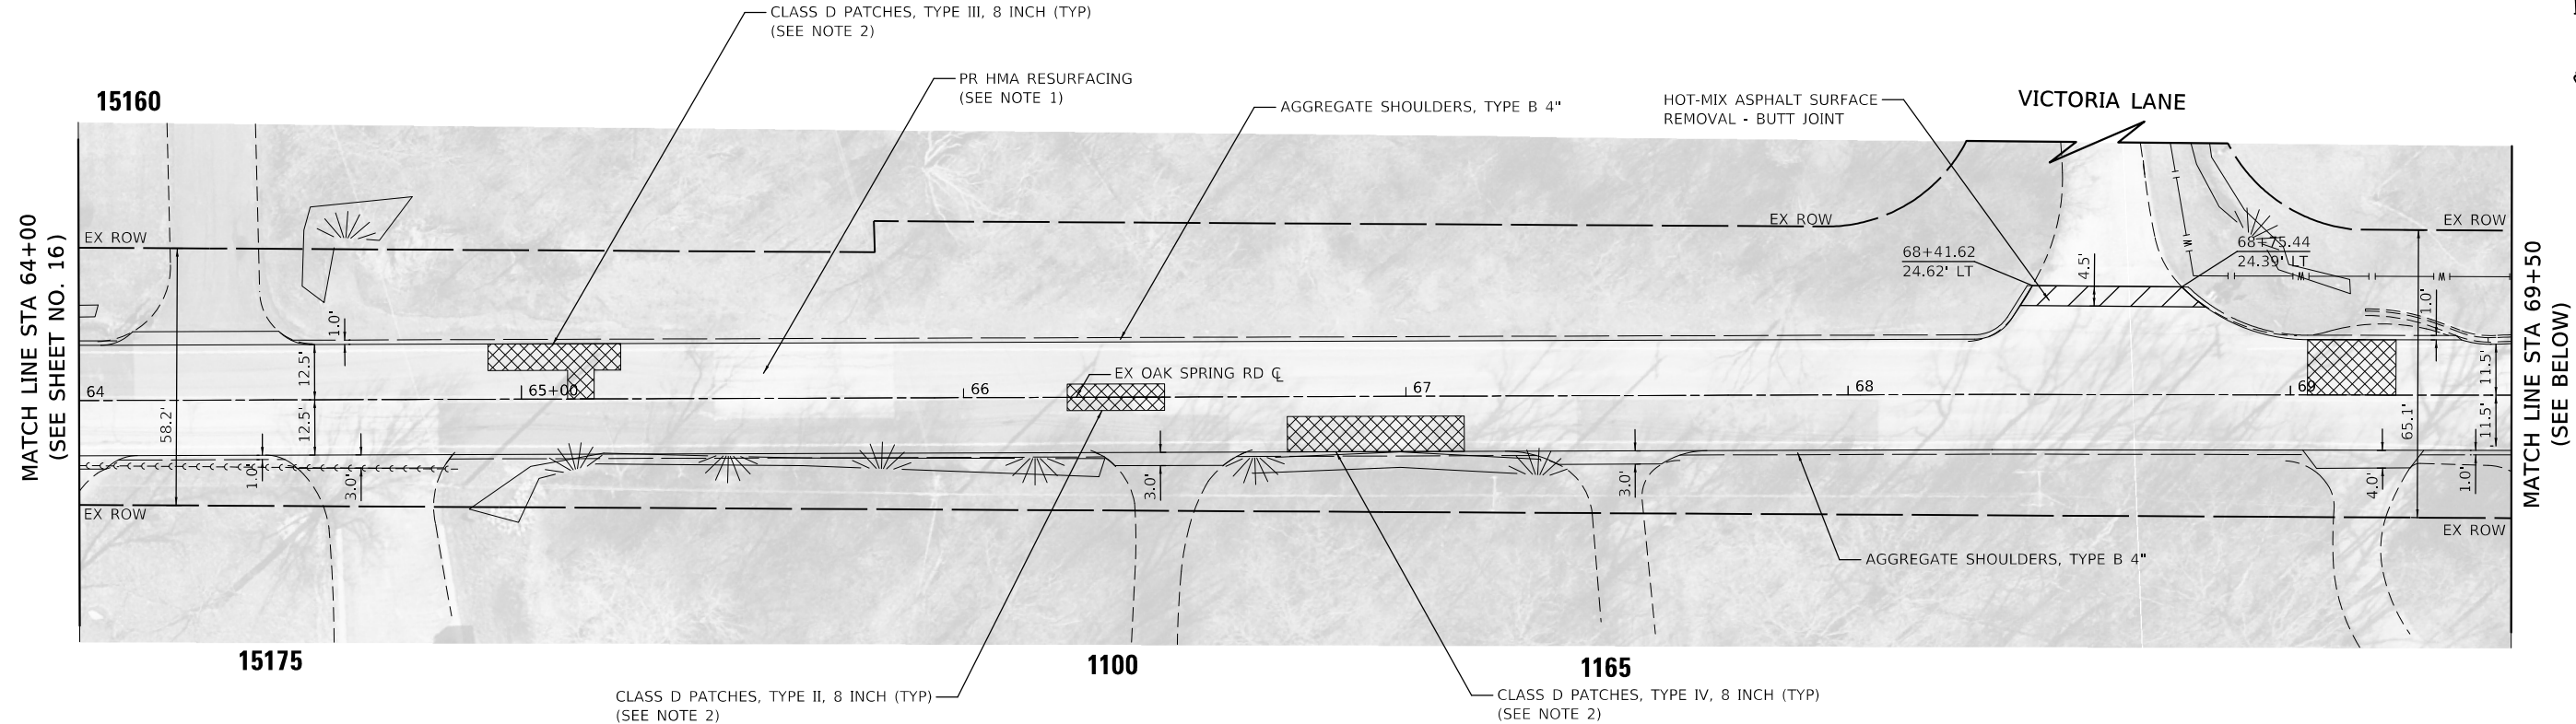 CLASS D PATCHES, TYPE III, 8 INCH (TYP)
(SEE NOTE 2)
PR HMA RESURFACING
(SEE NOTE 1)
AGGREGATE SHOULDERS, TYPE B 4"
HOT-MIX ASPHALT SURFACE
REMOVAL - BUTT JOINT
VICTORIA LANE
15160
MATCH LINE STA 64+00
(SEE SHEET NO. 16)
EX ROW
EX ROW
EX ROW
68+41.62
24.62' LT
4.5'
68+75.44
24.39' LT
W
W
W
1.0'
1.0'
12.5'
12.5'
58.2'
64
65+00
66
EX OAK SPRING RD ℄
67
68
69
11.5'
11.5'
65.1'
1.0'
3.0'
3.0'
3.0'
4.0'
1.0'
EX ROW
EX ROW
AGGREGATE SHOULDERS, TYPE B 4"
MATCH LINE STA 69+50
(SEE BELOW)
15175
1100
1165
CLASS D PATCHES, TYPE II, 8 INCH (TYP)
(SEE NOTE 2)
CLASS D PATCHES, TYPE IV, 8 INCH (TYP)
(SEE NOTE 2)